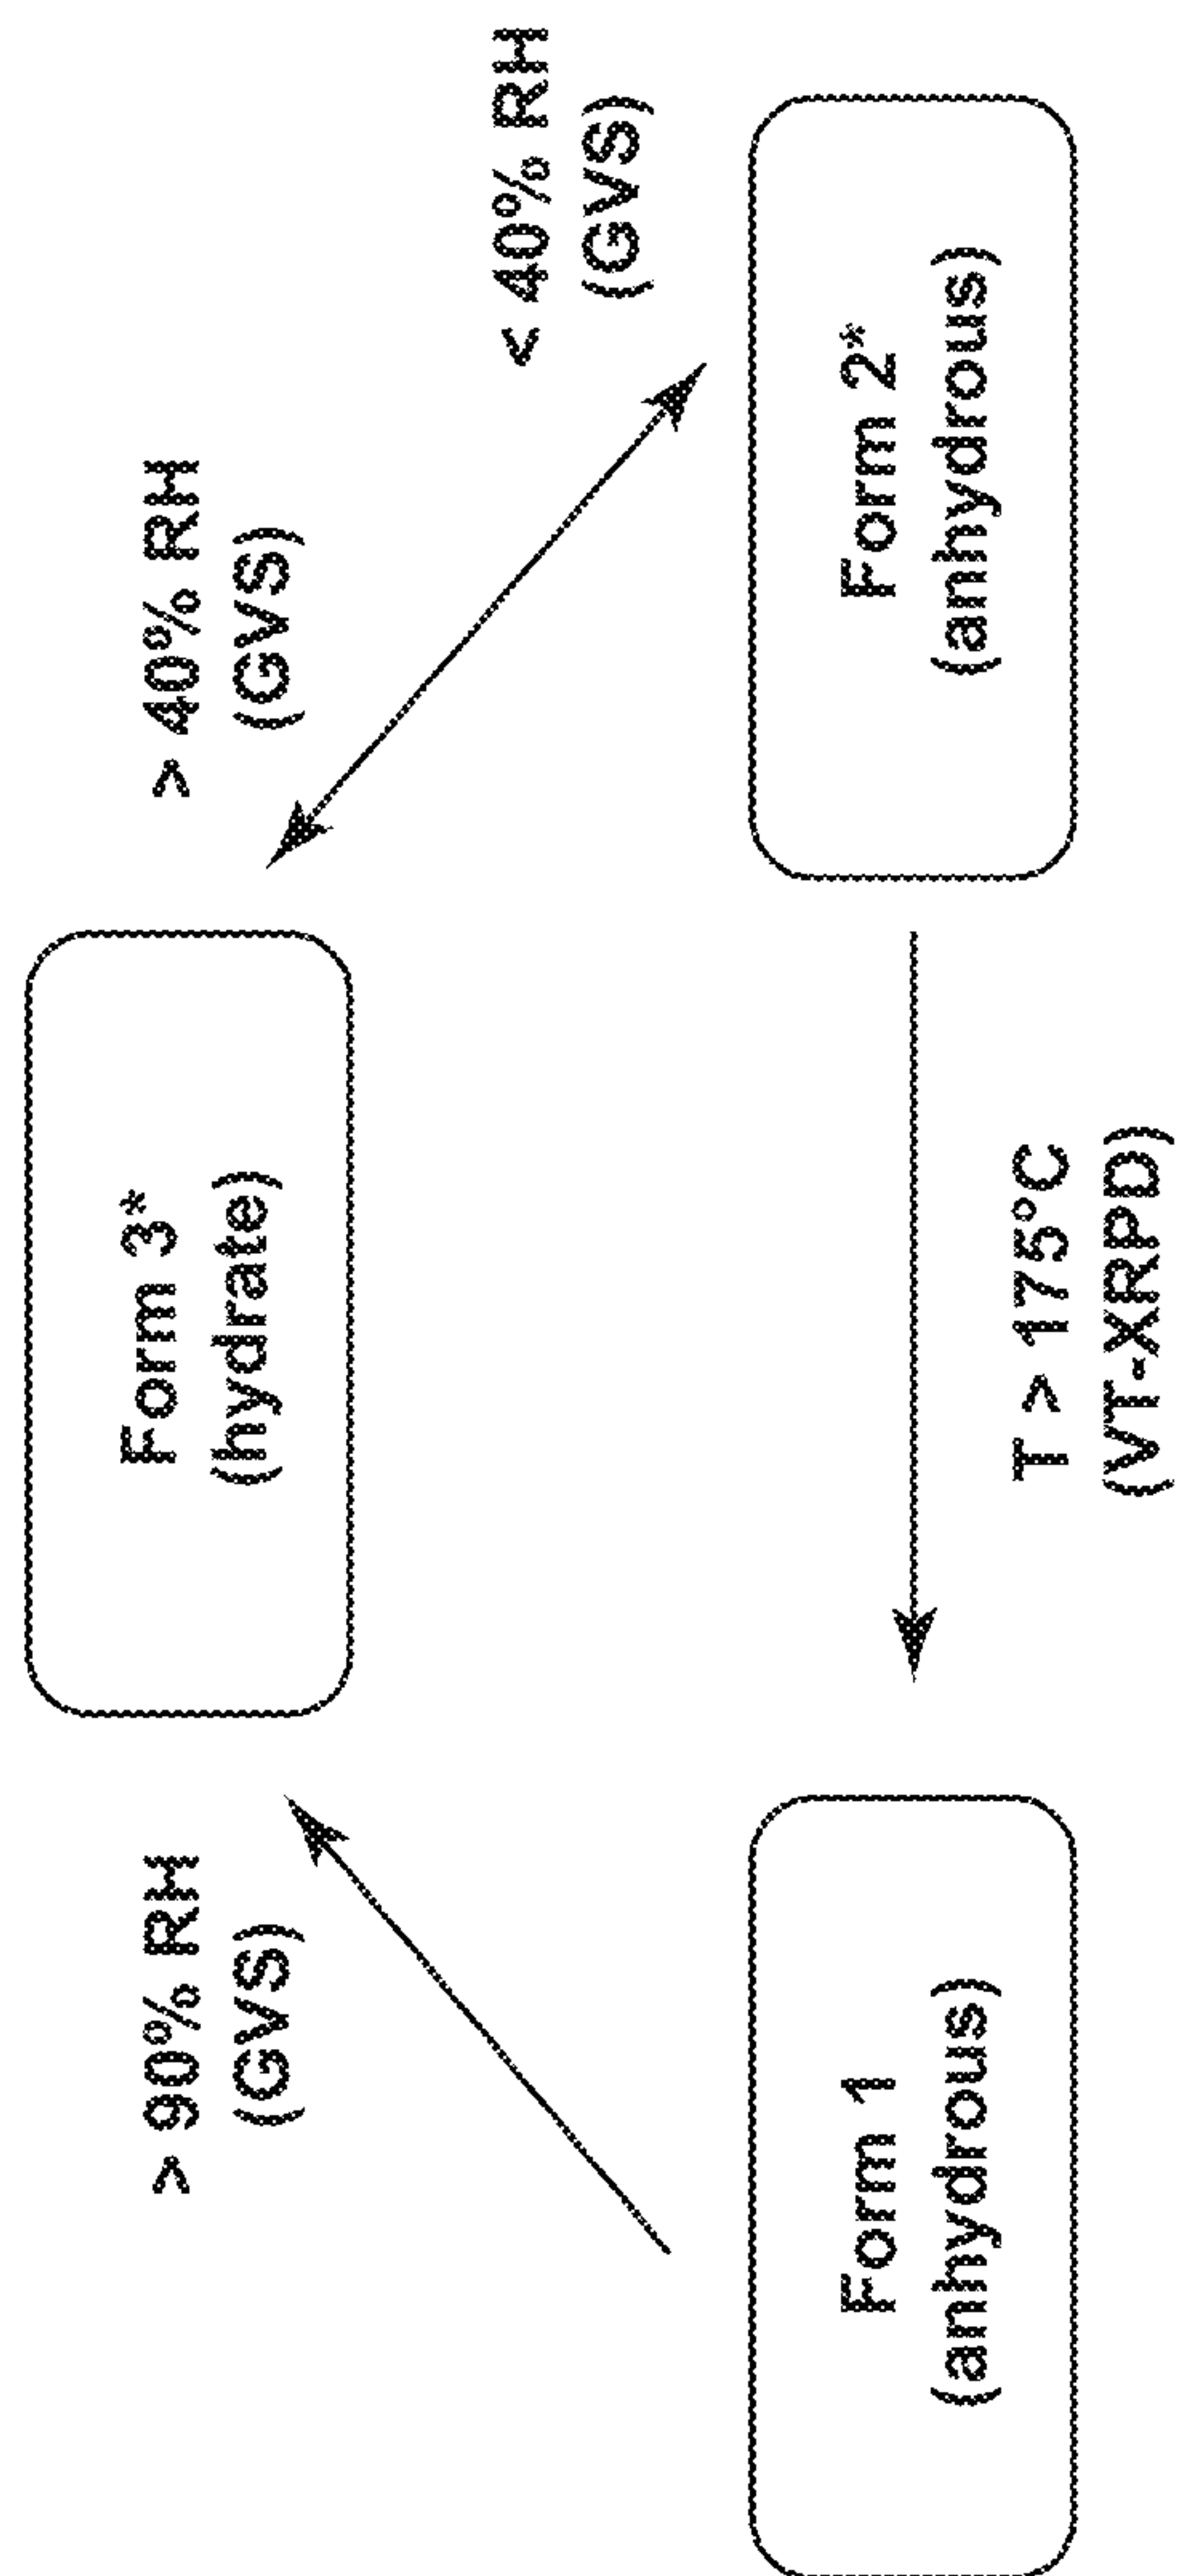 Form 3*
(hydrate)
> 90% RH
(GVS)
> 40% RH
(GVS)
< 40% RH
(GVS)
Form 1
(anhydrous)
Form 2*
(anhydrous)
T > 175°C
(VT-XRPD)